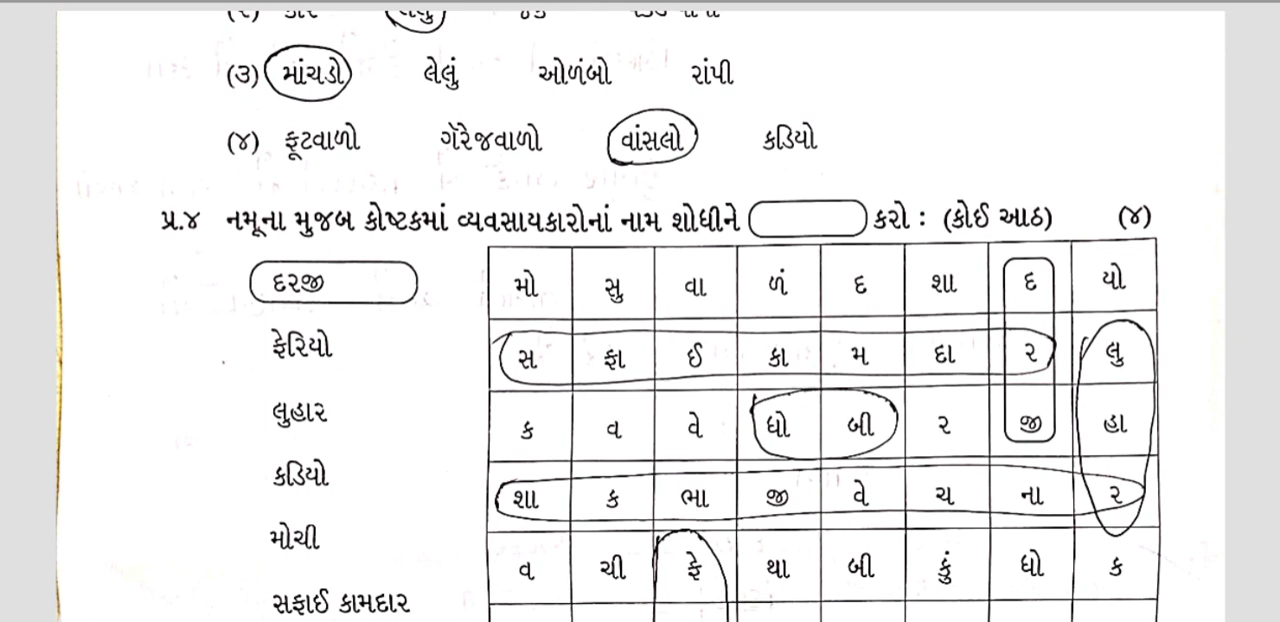 (૩) માંચડો લેલું ઓળંબો રાંપી
(૪) ફૂટવાળો ગૅરેજવાળો વાંસલો કડિયો
પ્ર.૪ નમૂના મુજબ કોષ્ટકમાં વ્યવસાયકારોનાં નામ શોધીને કરો : (કોઈ આઠ) (૪)
દરજી
ફેરિયો
લુહાર
કડિયો
મોચી
સફાઈ કામદાર
મો સુ વા ળં દ શા દ યો
સ ફા ઈ કા મ દા ર લુ
ક વ વે ધો બી ર જી હા
શા ક ભા જી વે ચ ના ર
વ ચી ફે થા બી કું ધો ક